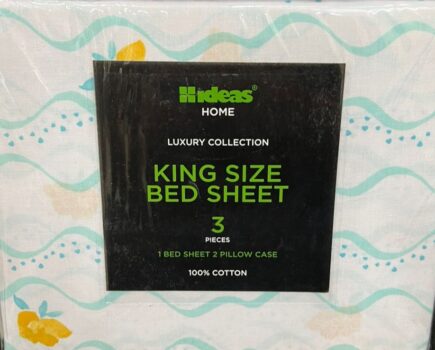 ideas®
HOME
LUXURY COLLECTION
KING SIZE
BED SHEET
3
PIECES
1 BED SHEET 2 PILLOW CASE
100% COTTON